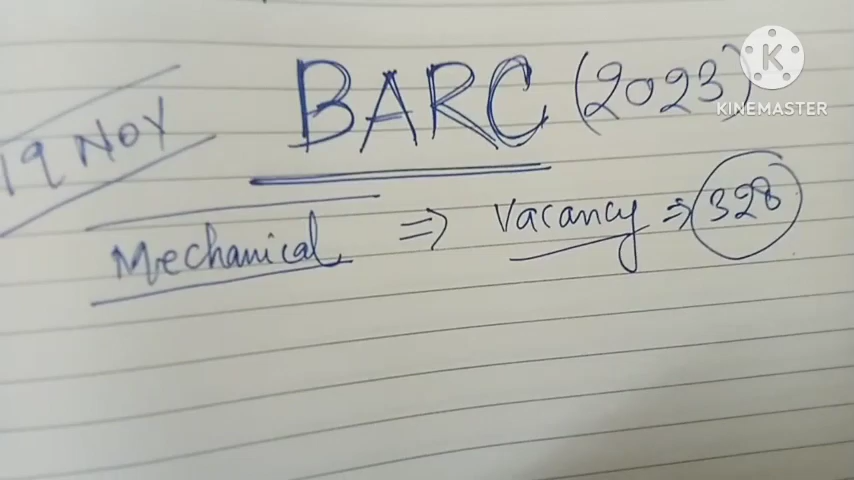 BARC (2023)
K
KINEMASTER
19 NOV
Mechanical ⇒ Vacancy ⇒ 328